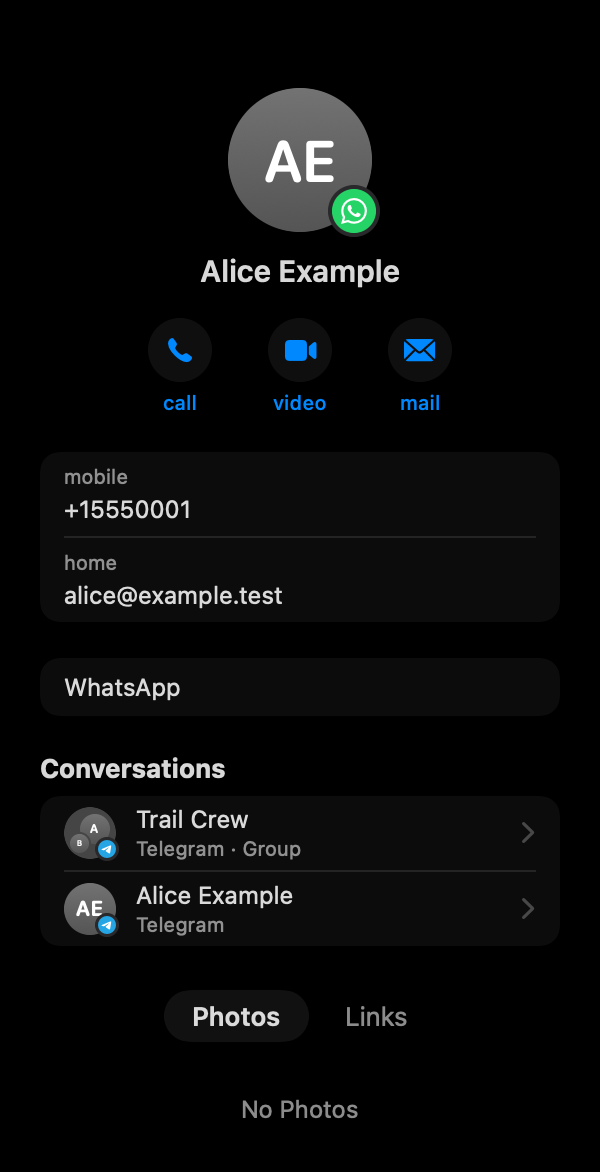 AE
Alice Example
call
video
mail
mobile
+15550001
home
alice@example.test
WhatsApp
Conversations
A
B
Trail Crew
Telegram · Group
AE
Alice Example
Telegram
Photos
Links
No Photos